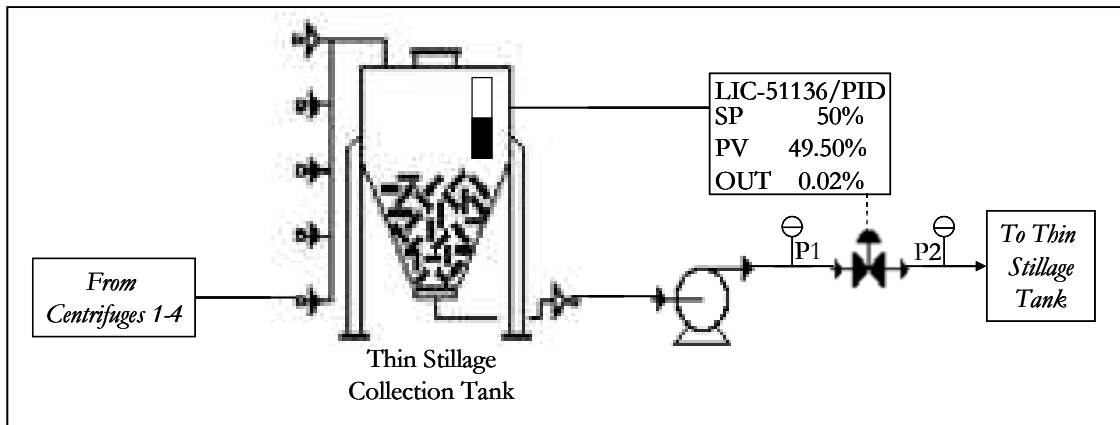 LIC-51136/PID
SP 50%
PV 49.50%
OUT 0.02%
P1
P2
To Thin
Stillage
Tank
From
Centrifuges 1-4
Thin Stillage
Collection Tank